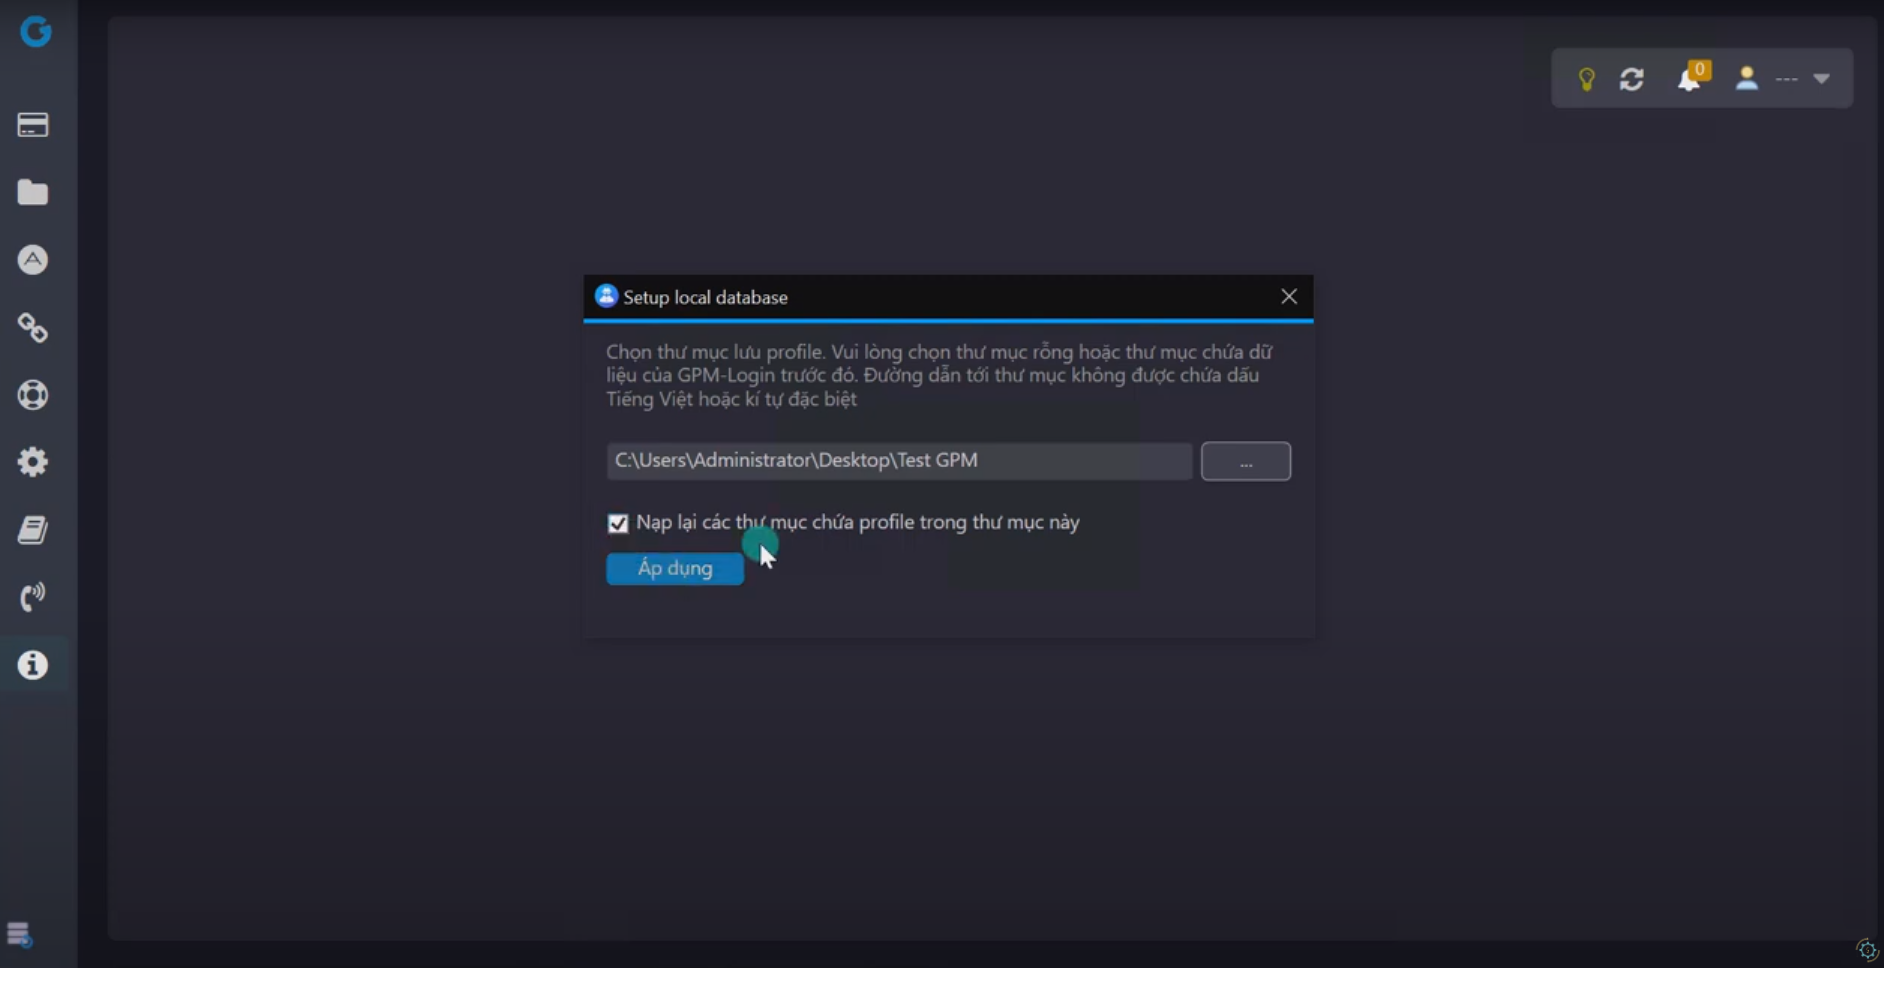 0
---
Setup local database
Chọn thư mục lưu profile. Vui lòng chọn thư mục rỗng hoặc thư mục chứa dữ
liệu của GPM-Login trước đó. Đường dẫn tới thư mục không được chứa dấu
Tiếng Việt hoặc kí tự đặc biệt
C:\Users\Administrator\Desktop\Test GPM
...
Nạp lại các thư mục chứa profile trong thư mục này
Áp dụng